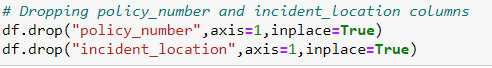 # Dropping policy_number and incident_location columns
df.drop("policy_number",axis=1,inplace=True)
df.drop("incident_location",axis=1,inplace=True)